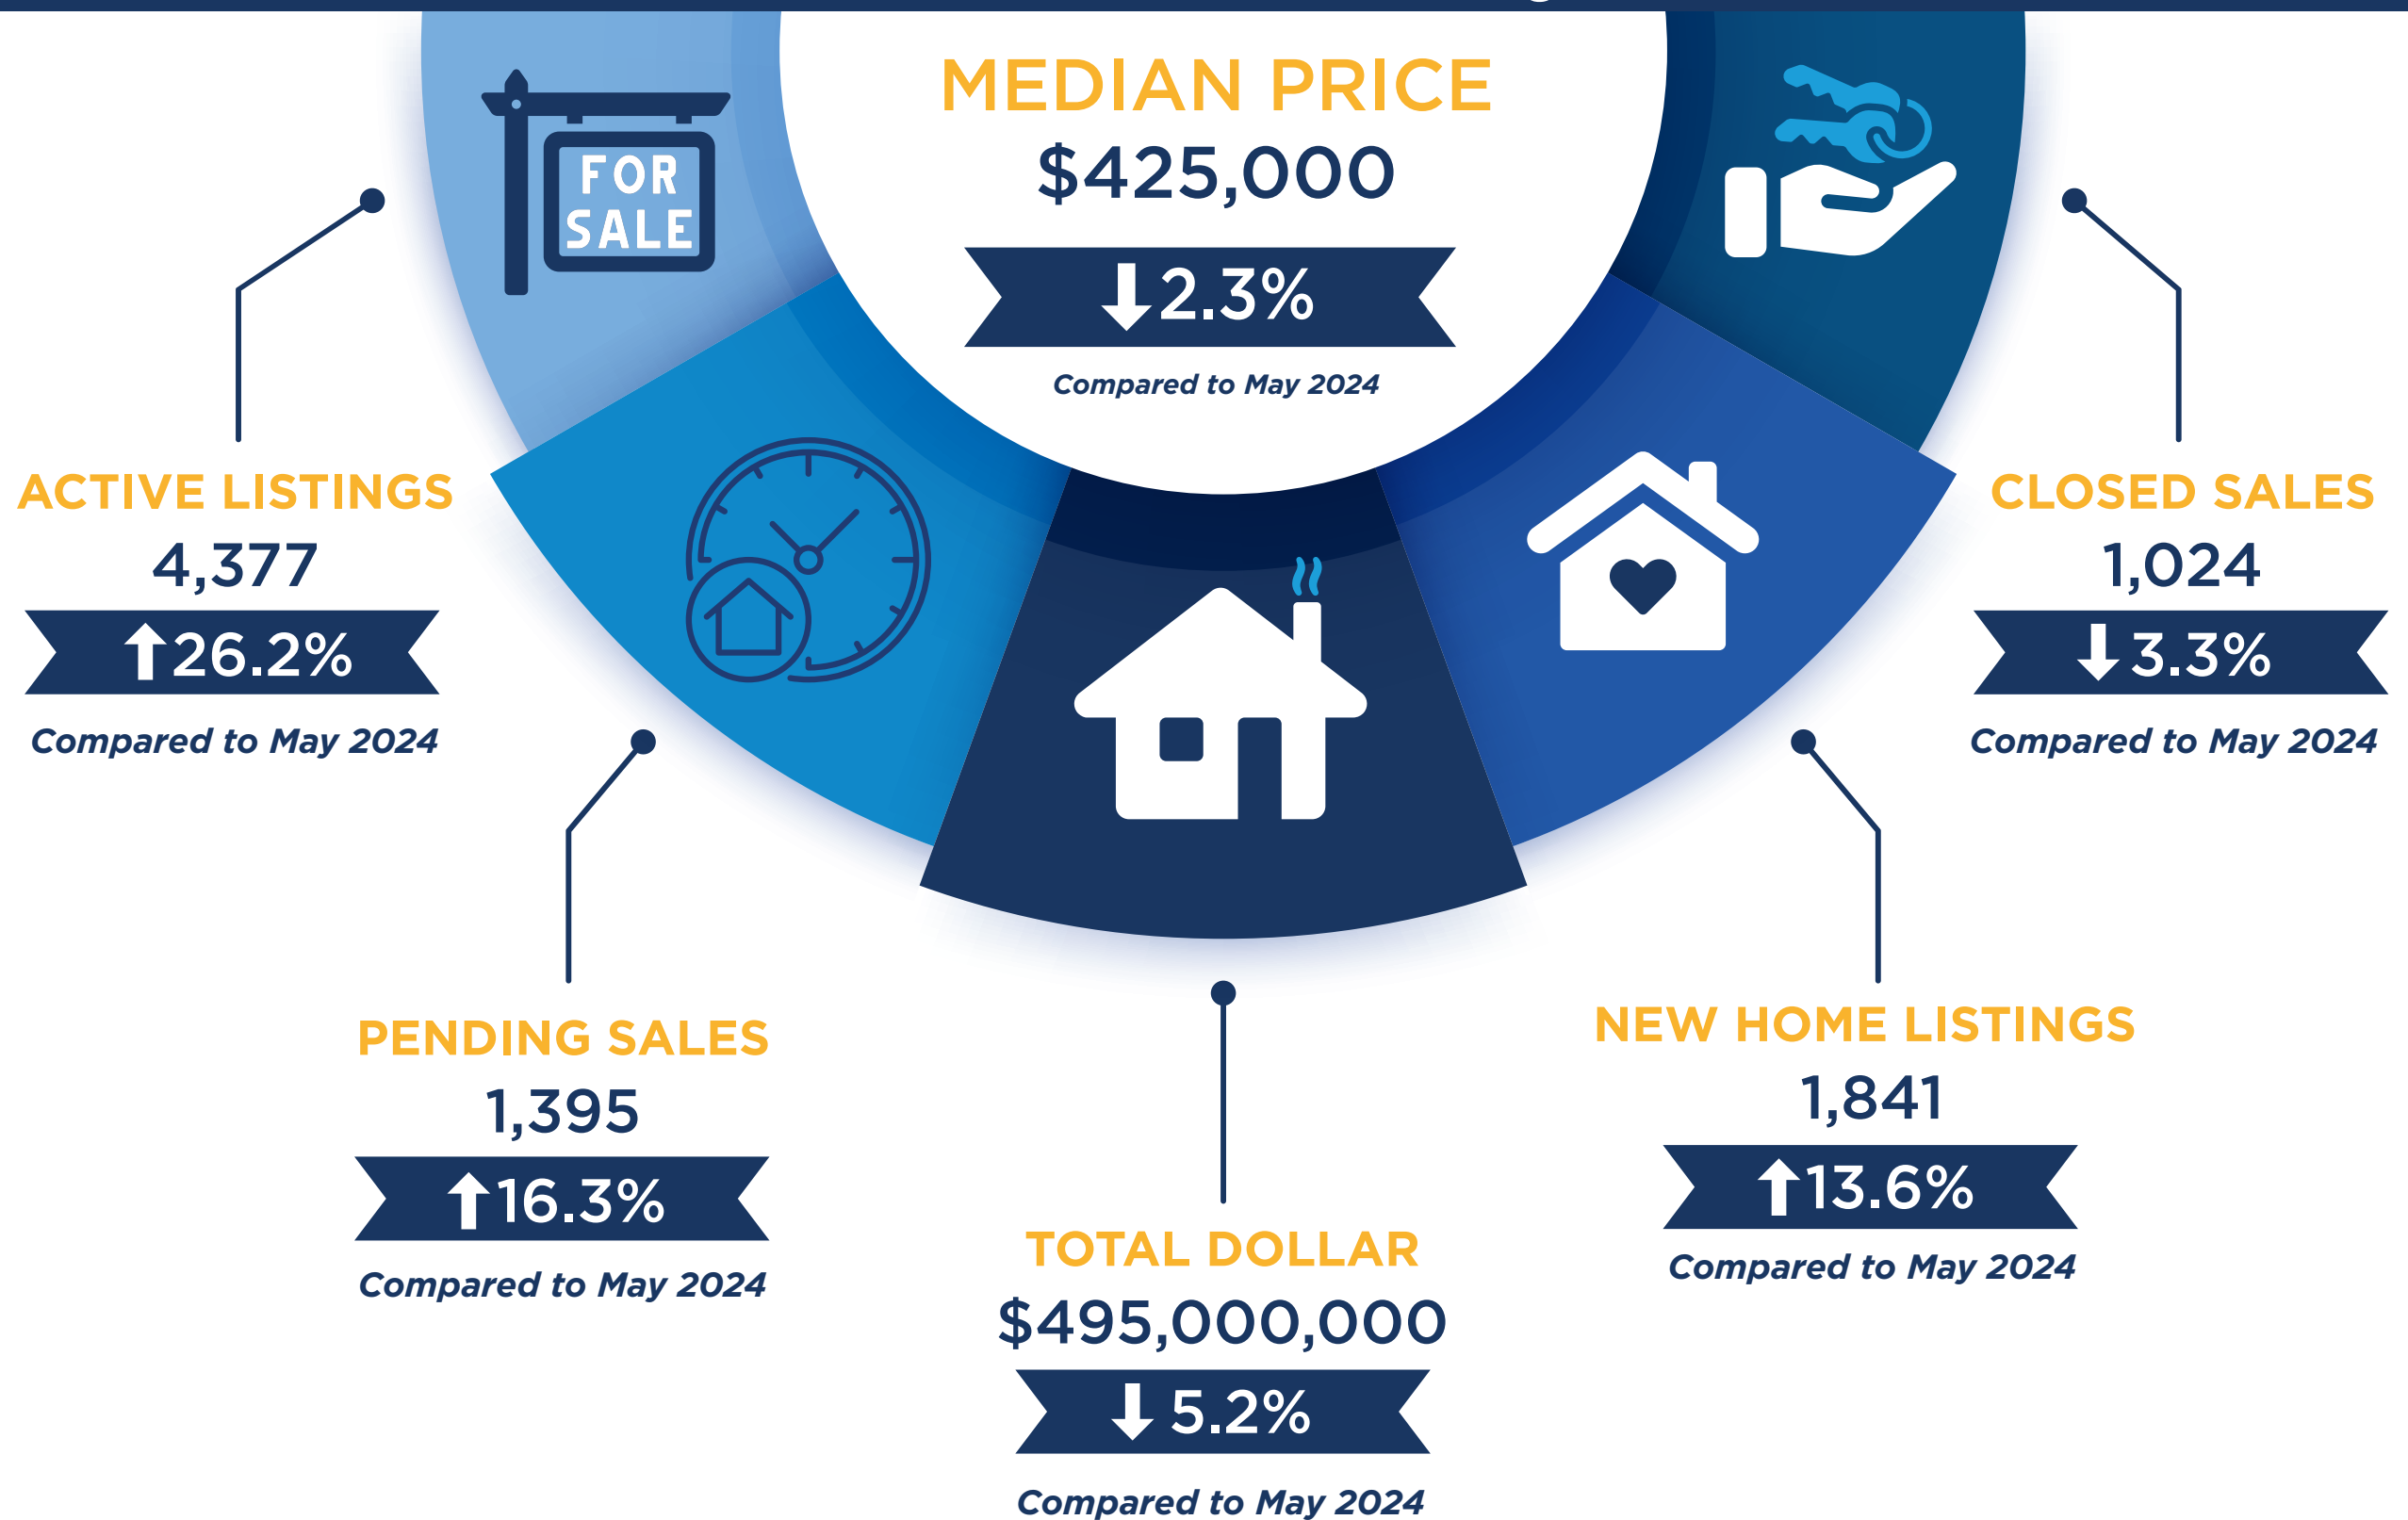 MEDIAN PRICE
$425,000
↓2.3%
Compared to May 2024
FOR
SALE
ACTIVE LISTINGS
4,377
↑26.2%
Compared to May 2024
CLOSED SALES
1,024
↓3.3%
Compared to May 2024
PENDING SALES
1,395
↑16.3%
Compared to May 2024
NEW HOME LISTINGS
1,841
↑13.6%
Compared to May 2024
TOTAL DOLLAR
$495,000,000
↓5.2%
Compared to May 2024